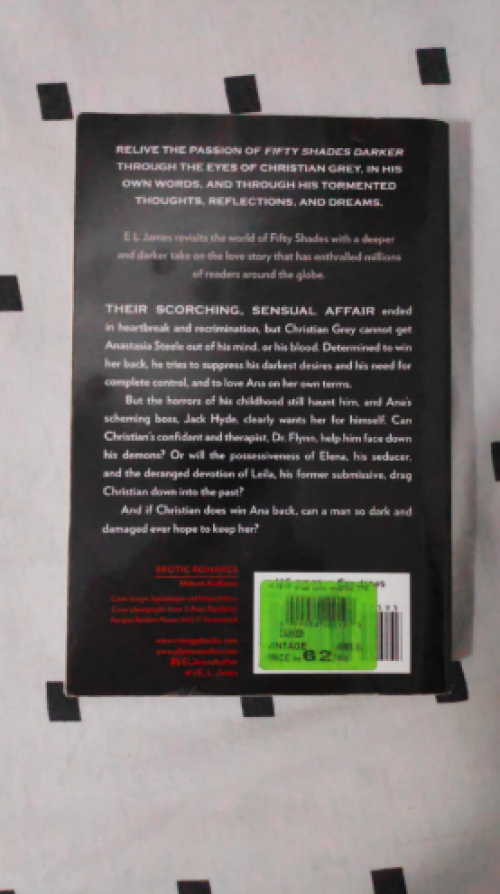 RELIVE THE PASSION OF FIFTY SHADES DARKER
THROUGH THE EYES OF CHRISTIAN GREY, IN HIS
OWN WORDS, AND THROUGH HIS TORMENTED
THOUGHTS, REFLECTIONS, AND DREAMS.
E L James revisits the world of Fifty Shades with a deeper
and darker take on the love story that has enthralled millions
of readers around the globe.
THEIR SCORCHING, SENSUAL AFFAIR ended
in heartbreak and recrimination, but Christian Grey cannot get
Anastasia Steele out of his mind, or his blood. Determined to win
her back, he tries to suppress his darkest desires and his need for
complete control, and to love Ana on her own terms.
But the horrors of his childhood still haunt him, and Ana's
scheming boss, Jack Hyde, clearly wants her for himself. Can
Christian's confidant and therapist, Dr. Flynn, help him face down
his demons? Or will the possessiveness of Elena, his seducer,
and the deranged devotion of Leila, his former submissive, drag
Christian down into the past?
And if Christian does win Ana back, can a man so dark and
damaged ever hope to keep her?
EROTIC ROMANCE
VINTAGE
62